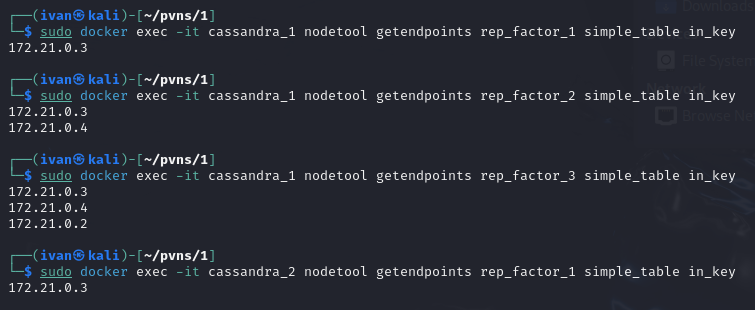 ┌──(ivan㉿kali)-[~/pvns/1]
└─$ sudo docker exec -it cassandra_1 nodetool getendpoints rep_factor_1 simple_table in_key
172.21.0.3
┌──(ivan㉿kali)-[~/pvns/1]
└─$ sudo docker exec -it cassandra_1 nodetool getendpoints rep_factor_2 simple_table in_key
172.21.0.3
172.21.0.4
┌──(ivan㉿kali)-[~/pvns/1]
└─$ sudo docker exec -it cassandra_1 nodetool getendpoints rep_factor_3 simple_table in_key
172.21.0.3
172.21.0.4
172.21.0.2
┌──(ivan㉿kali)-[~/pvns/1]
└─$ sudo docker exec -it cassandra_2 nodetool getendpoints rep_factor_1 simple_table in_key
172.21.0.3
Downloads
File System